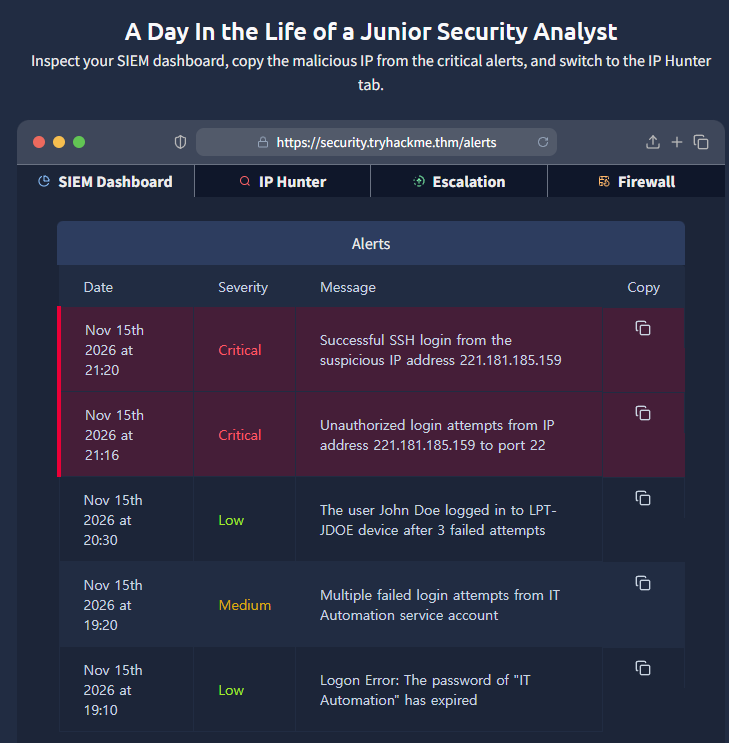 A Day In the Life of a Junior Security Analyst
Inspect your SIEM dashboard, copy the malicious IP from the critical alerts, and switch to the IP Hunter
tab.
https://security.tryhackme.thm/alerts
SIEM Dashboard IP Hunter Escalation Firewall
Alerts
Date Severity Message Copy
Nov 15th
2026 at
21:20
Critical
Successful SSH login from the
suspicious IP address 221.181.185.159
Nov 15th
2026 at
21:16
Critical
Unauthorized login attempts from IP
address 221.181.185.159 to port 22
Nov 15th
2026 at
20:30
Low
The user John Doe logged in to LPT-
JDOE device after 3 failed attempts
Nov 15th
2026 at
19:20
Medium
Multiple failed login attempts from IT
Automation service account
Nov 15th
2026 at
19:10
Low
Logon Error: The password of "IT
Automation" has expired